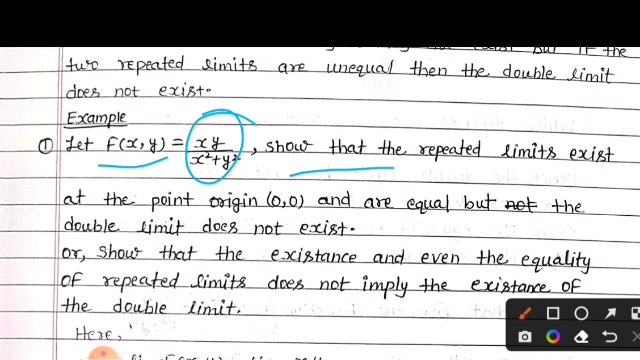 two repeated limits are unequal then the double limit
does not exist.
Example
① Let F(x,y) = xy / x²+y², show that the repeated limits exist
at the point origin (0,0) and are equal but not the
double limit does not exist.
or, show that the existance and even the equality
of repeated limits does not imply the existance of
the double limit.
Here,